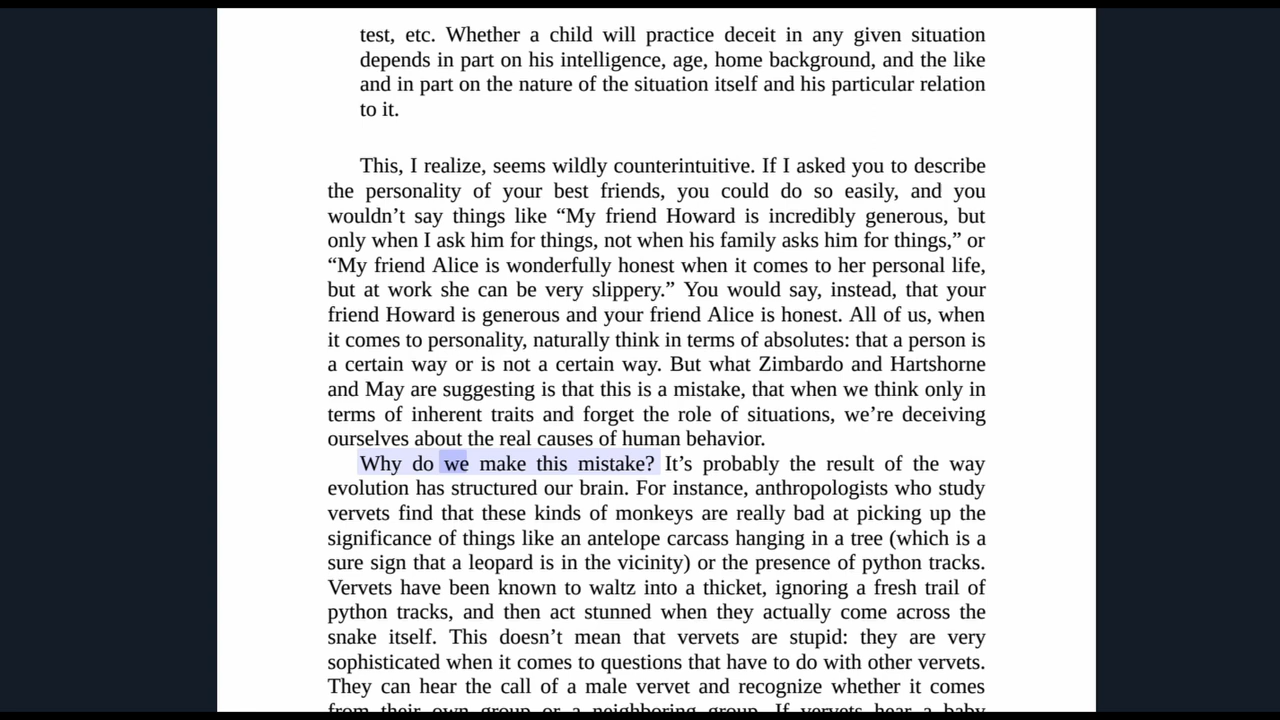 test, etc. Whether a child will practice deceit in any given situation
depends in part on his intelligence, age, home background, and the like
and in part on the nature of the situation itself and his particular relation
to it.
This, I realize, seems wildly counterintuitive. If I asked you to describe
the personality of your best friends, you could do so easily, and you
wouldn’t say things like “My friend Howard is incredibly generous, but
only when I ask him for things, not when his family asks him for things,” or
“My friend Alice is wonderfully honest when it comes to her personal life,
but at work she can be very slippery.” You would say, instead, that your
friend Howard is generous and your friend Alice is honest. All of us, when
it comes to personality, naturally think in terms of absolutes: that a person is
a certain way or is not a certain way. But what Zimbardo and Hartshorne
and May are suggesting is that this is a mistake, that when we think only in
terms of inherent traits and forget the role of situations, we’re deceiving
ourselves about the real causes of human behavior.
Why do we make this mistake? It’s probably the result of the way
evolution has structured our brain. For instance, anthropologists who study
vervets find that these kinds of monkeys are really bad at picking up the
significance of things like an antelope carcass hanging in a tree (which is a
sure sign that a leopard is in the vicinity) or the presence of python tracks.
Vervets have been known to waltz into a thicket, ignoring a fresh trail of
python tracks, and then act stunned when they actually come across the
snake itself. This doesn’t mean that vervets are stupid: they are very
sophisticated when it comes to questions that have to do with other vervets.
They can hear the call of a male vervet and recognize whether it comes
from their own group or a neighboring group. If vervets hear a baby